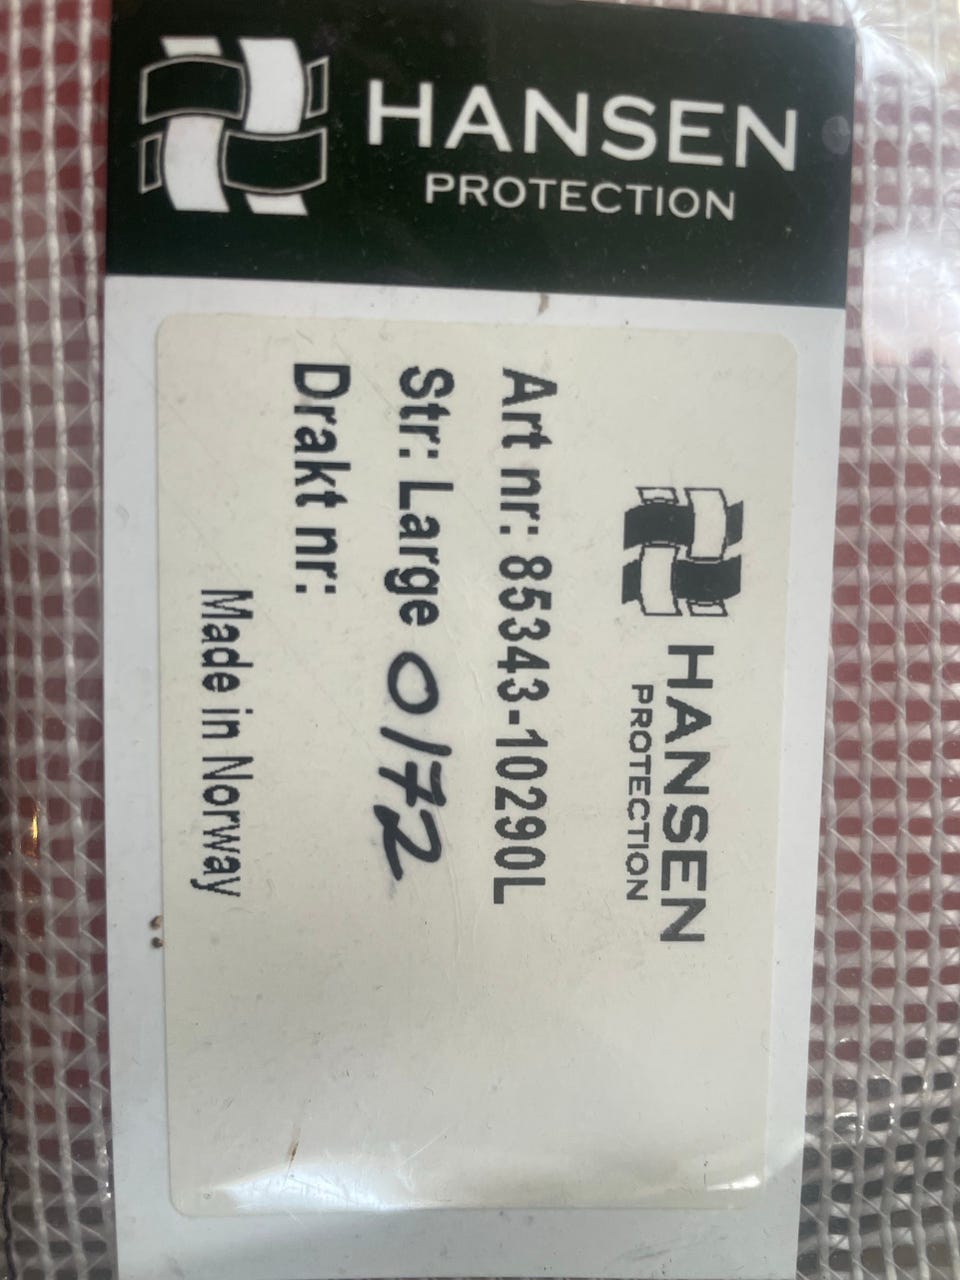 HANSEN
PROTECTION
HANSEN
PROTECTION
Art nr: 85343-10290L
Str: Large 0172
Drakt nr:
Made in Norway